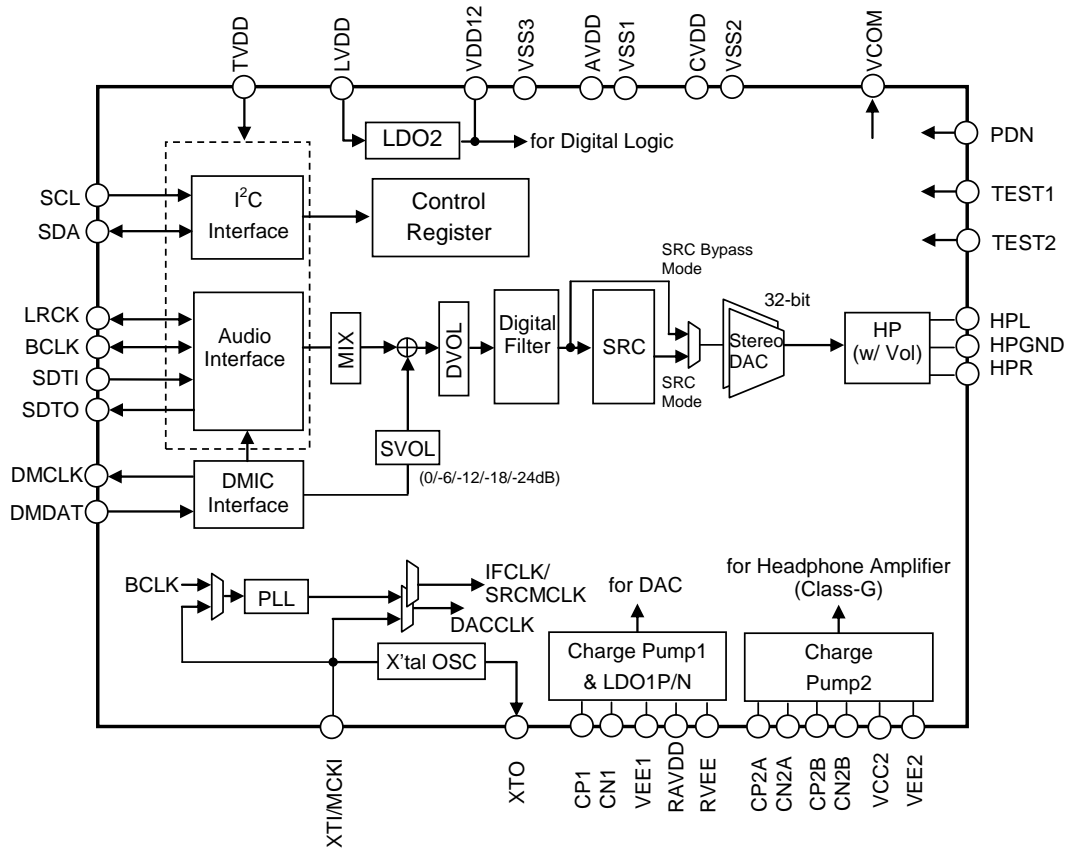 TVDD
LVDD
VDD12
VSS3
AVDD
VSS1
CVDD
VSS2
VCOM
LDO2
for Digital Logic
PDN
TEST1
TEST2
SCL
SDA
I²C
Interface
Control
Register
SRC Bypass
Mode
32-bit
LRCK
BCLK
SDTI
SDTO
Audio
Interface
MIX
DVOL
Digital
Filter
SRC
SRC
Mode
Stereo
DAC
HP
(w/ Vol)
HPL
HPGND
HPR
SVOL
(0/-6/-12/-18/-24dB)
DMCLK
DMDAT
DMIC
Interface
BCLK
PLL
IFCLK/
SRCMCLK
DACCLK
X'tal OSC
for DAC
for Headphone Amplifier
(Class-G)
Charge Pump1
& LDO1P/N
Charge
Pump2
XTI/MCKI
XTO
CP1
CN1
VEE1
RAVDD
RVEE
CP2A
CN2A
CP2B
CN2B
VCC2
VEE2